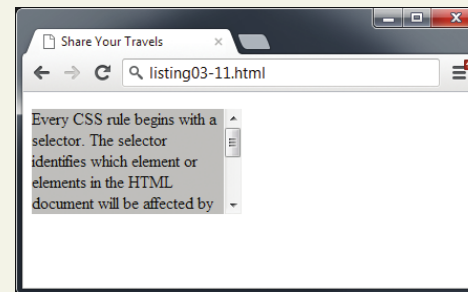 Share Your Travels
listing03-11.html
Every CSS rule begins with a
selector. The selector
identifies which element or
elements in the HTML
document will be affected by